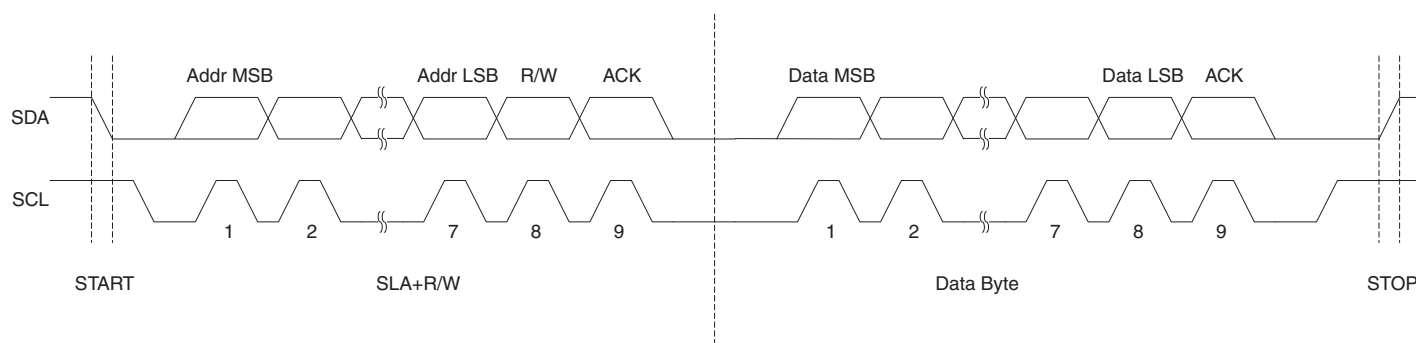 Addr MSB Addr LSB R/W ACK Data MSB Data LSB ACK
SDA
SCL
1 2 7 8 9 1 2 7 8 9
START SLA+R/W Data Byte STOP